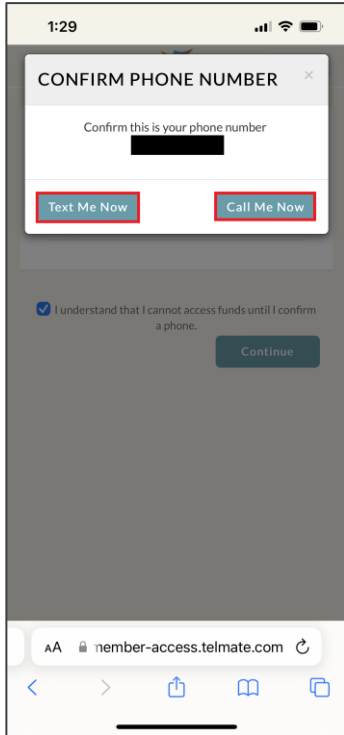 1:29
CONFIRM PHONE NUMBER ×
Confirm this is your phone number
Text Me Now
Call Me Now
I understand that I cannot access funds until I confirm
a phone.
Continue
AA member-access.telmate.com